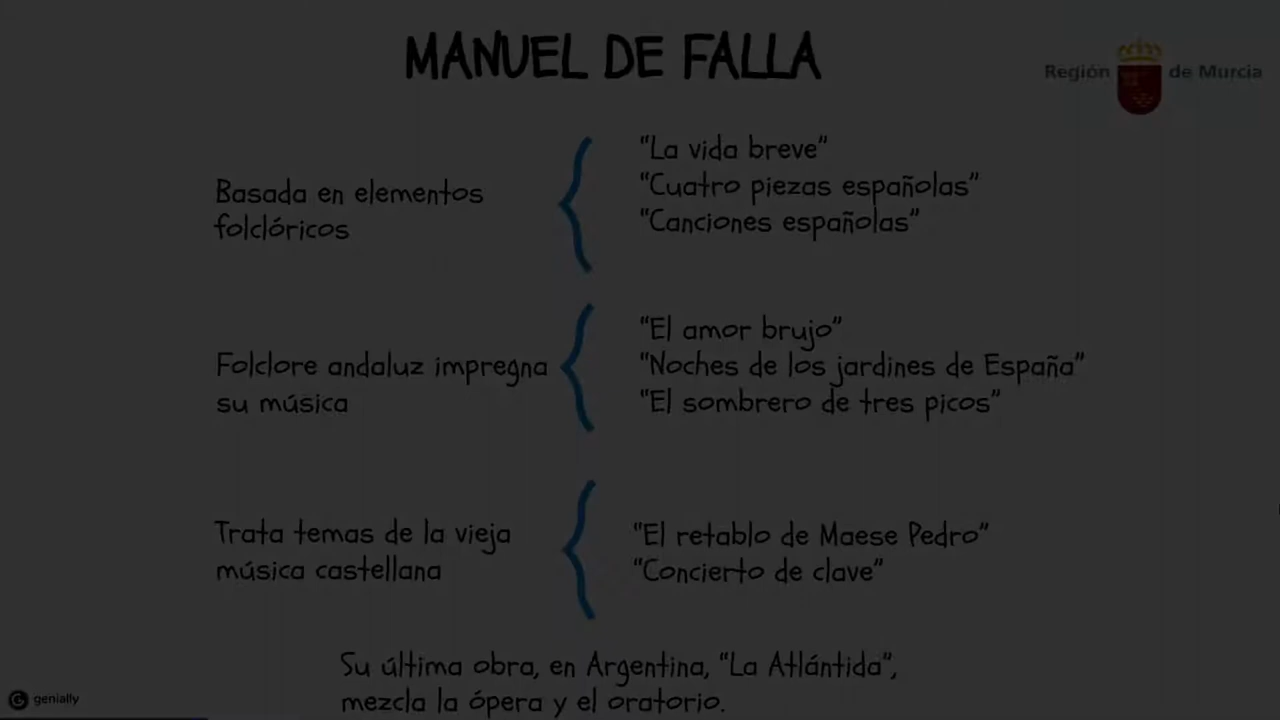 MANUEL DE FALLA
Región de Murcia
Basada en elementos
folclóricos
"La vida breve"
"Cuatro piezas españolas"
"Canciones españolas"
Folclore andaluz impregna
su música
"El amor brujo"
"Noches de los jardines de España"
"El sombrero de tres picos"
Trata temas de la vieja
música castellana
"El retablo de Maese Pedro"
"Concierto de clave"
Su última obra, en Argentina, "La Atlántida",
mezcla la ópera y el oratorio.
genially